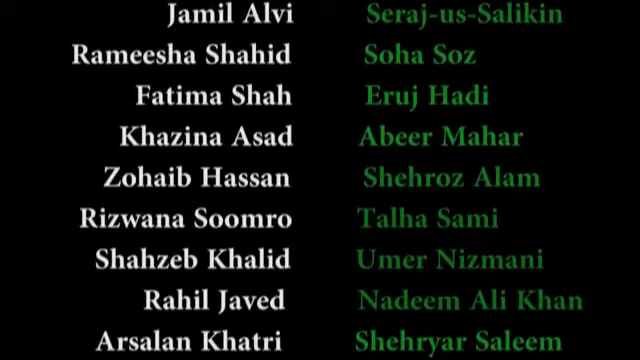 Jamil Alvi Seraj-us-Salikin
Rameesha Shahid Soha Soz
Fatima Shah Eruj Hadi
Khazina Asad Abeer Mahar
Zohaib Hassan Shehroz Alam
Rizwana Soomro Talha Sami
Shahzeb Khalid Umer Nizmani
Rahil Javed Nadeem Ali Khan
Arsalan Khatri Shehryar Saleem